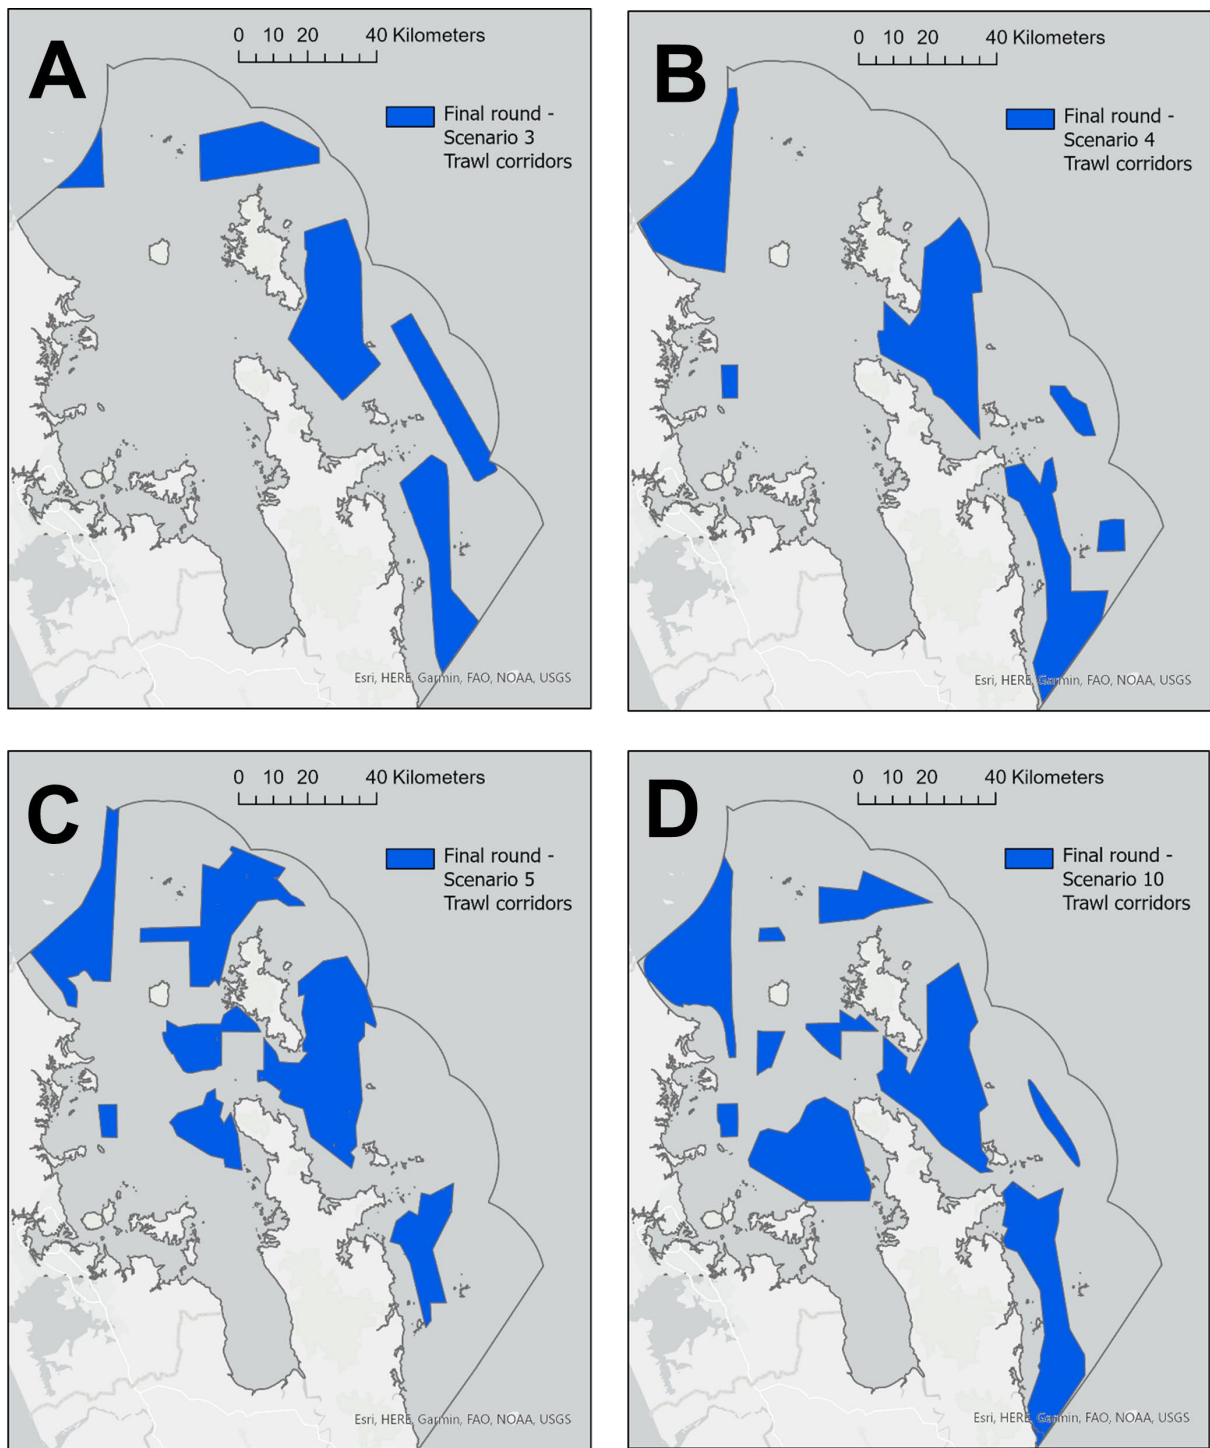 A
0 10 20 40 Kilometers
Final round -
Scenario 3
Trawl corridors
Esri, HERE, Garmin, FAO, NOAA, USGS
B
0 10 20 40 Kilometers
Final round -
Scenario 4
Trawl corridors
Esri, HERE, Garmin, FAO, NOAA, USGS
C
0 10 20 40 Kilometers
Final round -
Scenario 5
Trawl corridors
Esri, HERE, Garmin, FAO, NOAA, USGS
D
0 10 20 40 Kilometers
Final round -
Scenario 10
Trawl corridors
Esri, HERE, Garmin, FAO, NOAA, USGS